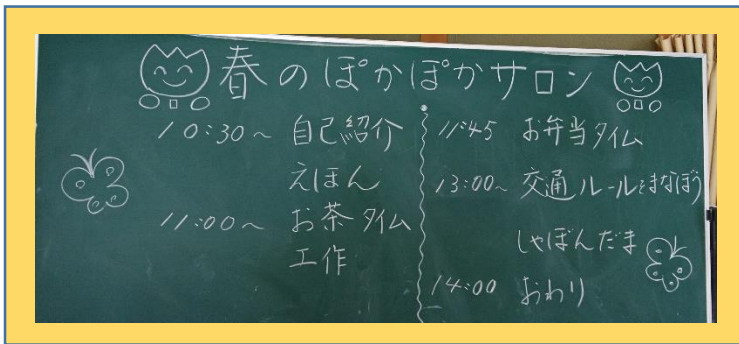 春のぽかぽかサロン
10:30~ 自己紹介
えほん
11:00~ お茶タイム
工作
11:45 お弁当タイム
13:00~ 交通ルールをまなぼう
しゃぼんだま
14:00 おわり